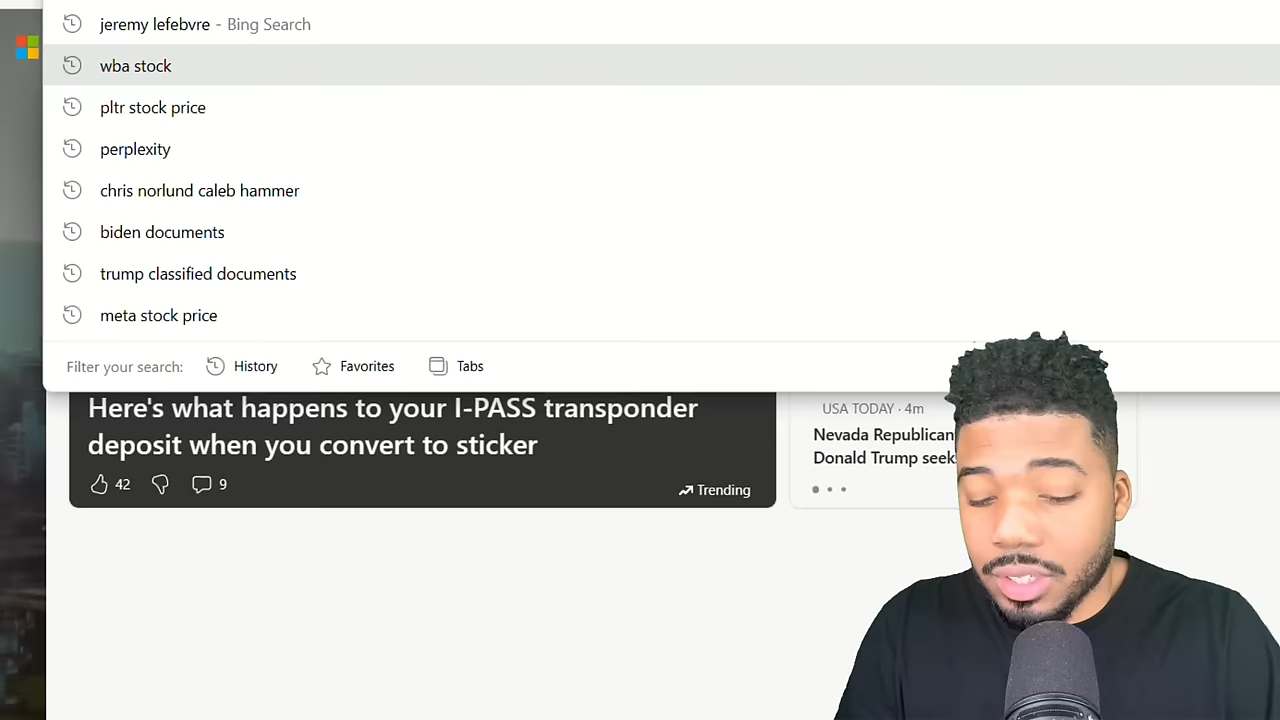 jeremy lefebvre - Bing Search
wba stock
pltr stock price
perplexity
chris norlund caleb hammer
biden documents
trump classified documents
meta stock price
Filter your search: History Favorites Tabs
Here's what happens to your I-PASS transponder
deposit when you convert to sticker
42 9
Trending
USA TODAY · 4m
Nevada Republican
Donald Trump seek